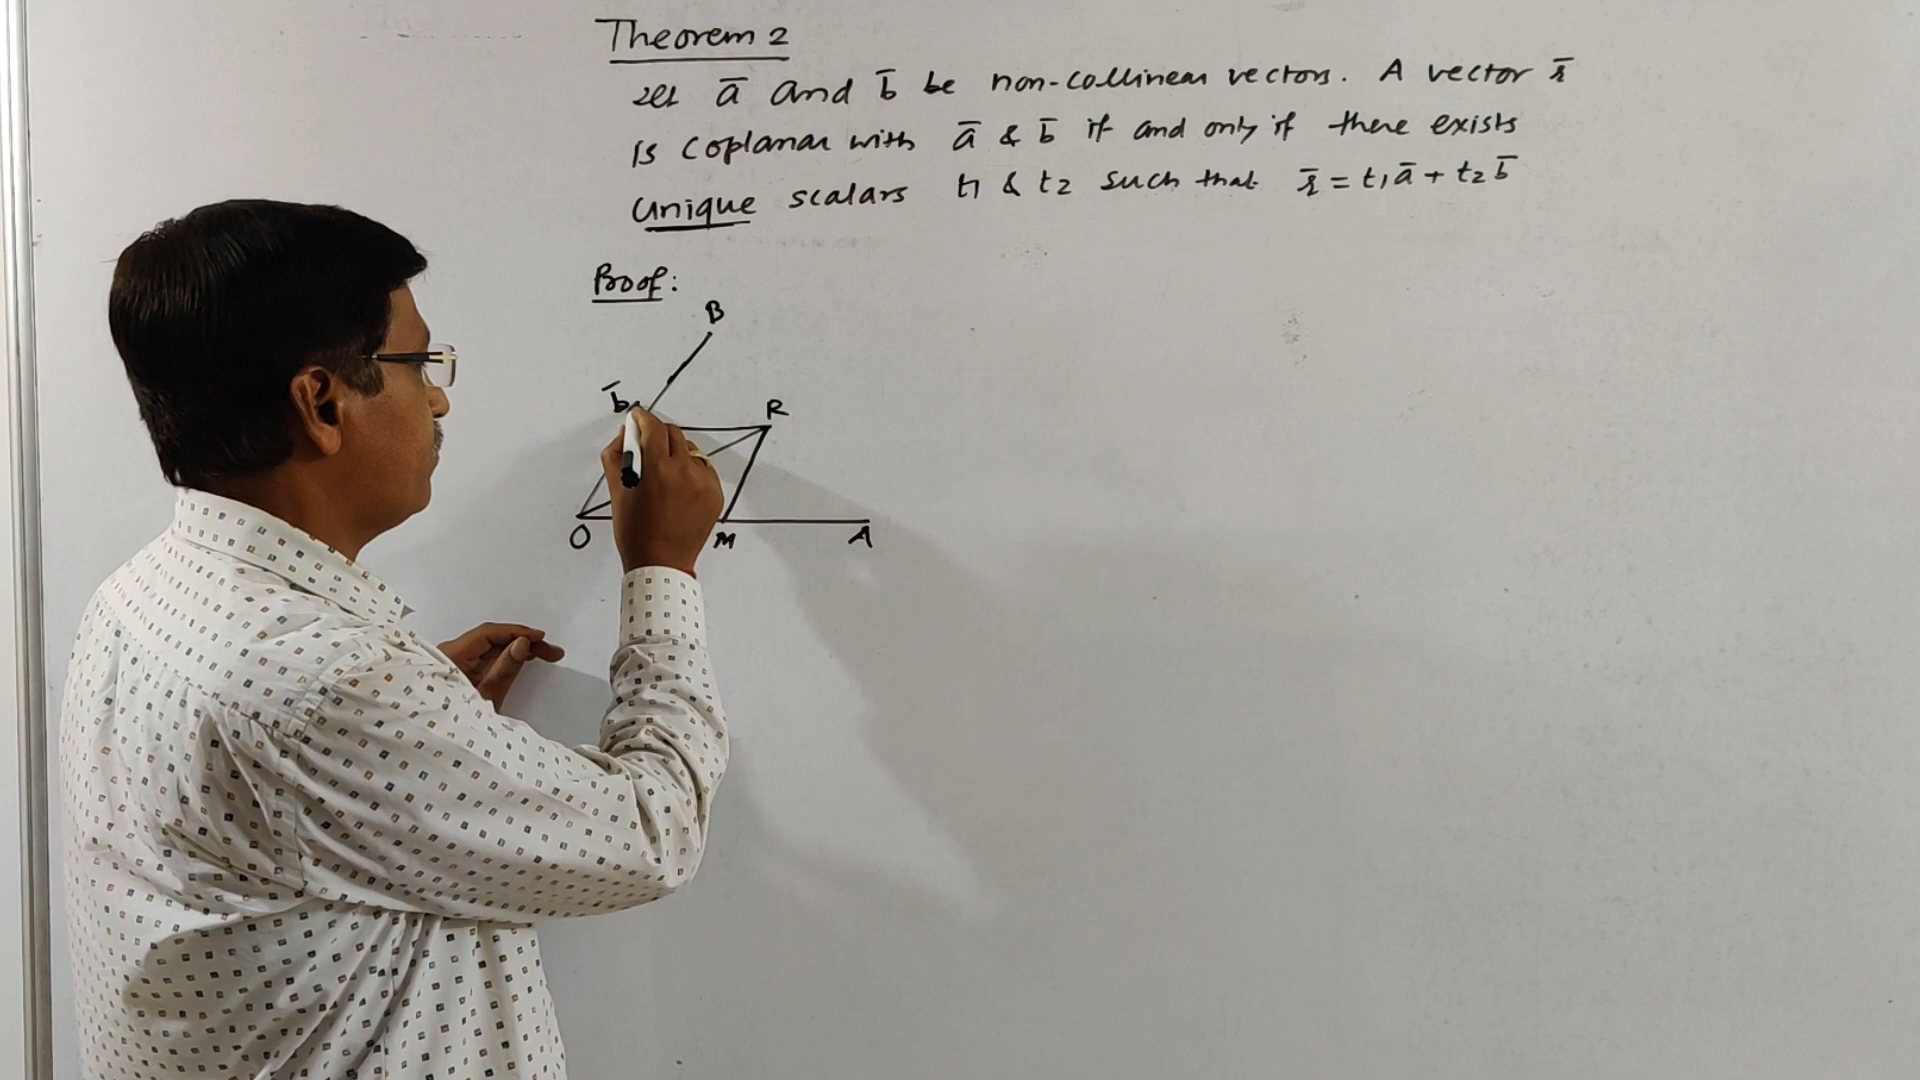 Theorem 2
Let a̅ and b̅ be non-collinear vectors. A vector r̅
is coplanar with a̅ & b̅ if and only if there exists
unique scalars t1 & t2 such that r̅ = t1a̅ + t2b̅
Proof:
B
b̅
R
O
M
A